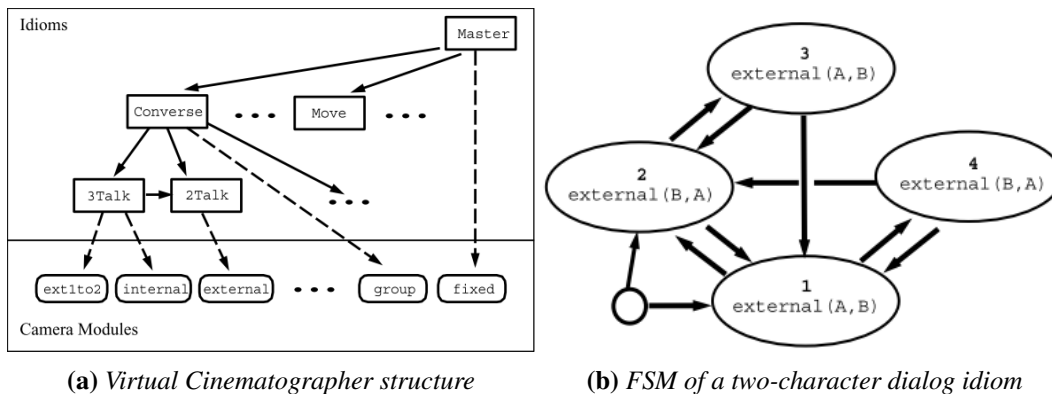 Idioms
Master
Converse
Move
3Talk
2Talk
ext1to2
internal
external
group
fixed
Camera Modules
3
external(A,B)
2
external(B,A)
4
external(B,A)
1
external(A,B)
(a) Virtual Cinematographer structure
(b) FSM of a two-character dialog idiom